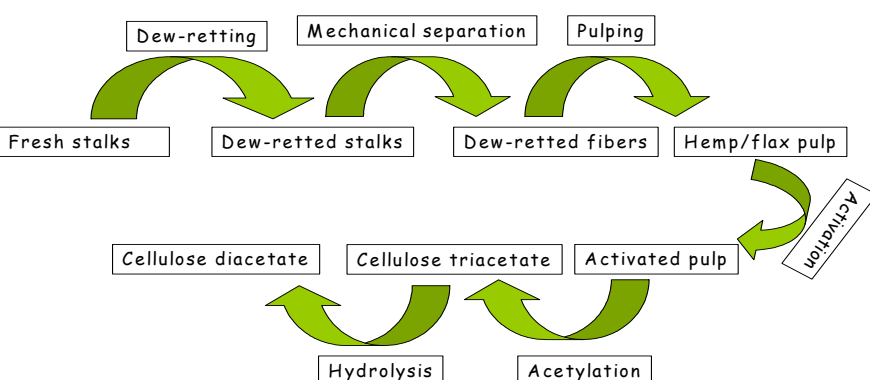 Dew-retting
Mechanical separation
Pulping
Fresh stalks
Dew-retted stalks
Dew-retted fibers
Hemp/flax pulp
Activation
Cellulose diacetate
Cellulose triacetate
Activated pulp
Hydrolysis
Acetylation